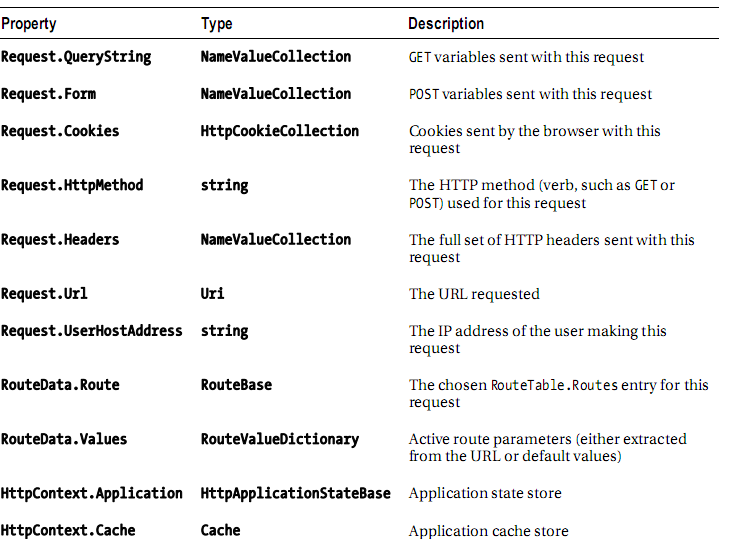 Property Type Description
Request.QueryString NameValueCollection GET variables sent with this request
Request.Form NameValueCollection POST variables sent with this request
Request.Cookies HttpCookieCollection Cookies sent by the browser with this
request
Request.HttpMethod string The HTTP method (verb, such as GET or
POST) used for this request
Request.Headers NameValueCollection The full set of HTTP headers sent with this
request
Request.Url Uri The URL requested
Request.UserHostAddress string The IP address of the user making this
request
RouteData.Route RouteBase The chosen RouteTable.Routes entry for this
request
RouteData.Values RouteValueDictionary Active route parameters (either extracted
from the URL or default values)
HttpContext.Application HttpApplicationStateBase Application state store
HttpContext.Cache Cache Application cache store